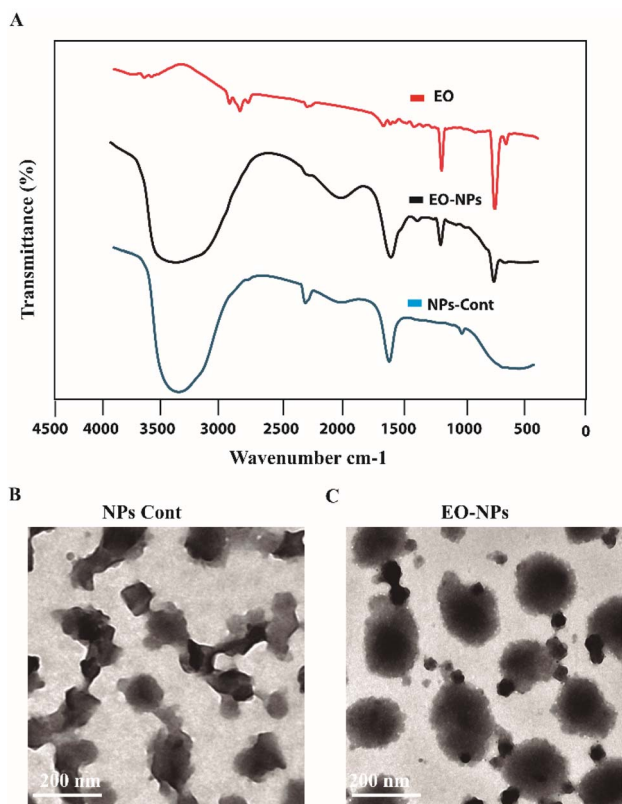 A
EO
EO-NPs
NPs-Cont
Transmittance (%)
4500 4000 3500 3000 2500 2000 1500 1000 500 0
Wavenumber cm-1
B
NPs Cont
C
EO-NPs
200 nm
200 nm